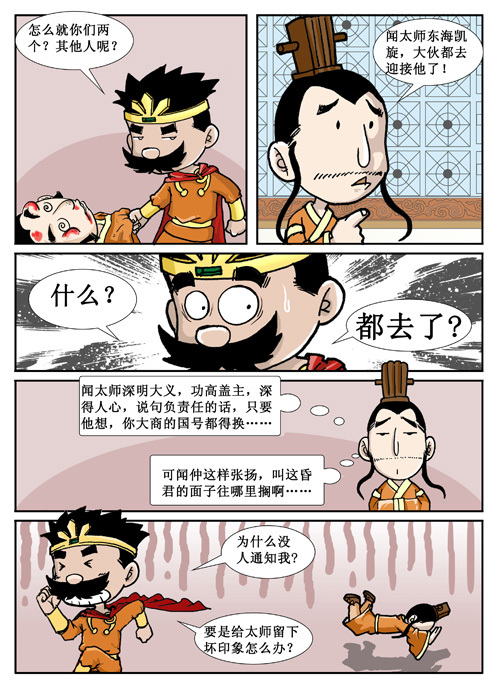 怎么就你们两
个？其他人呢？
闻太师东海凯
旋，大伙都去
迎接他了！
什么？
都去了?
闻太师深明大义，功高盖主，深
得人心，说句负责任的话，只要
他想，你大商的国号都得换……
可闻仲这样张扬，叫这昏
君的面子往哪里搁啊……
为什么没
人通知我？
要是给太师留下
坏印象怎么办？